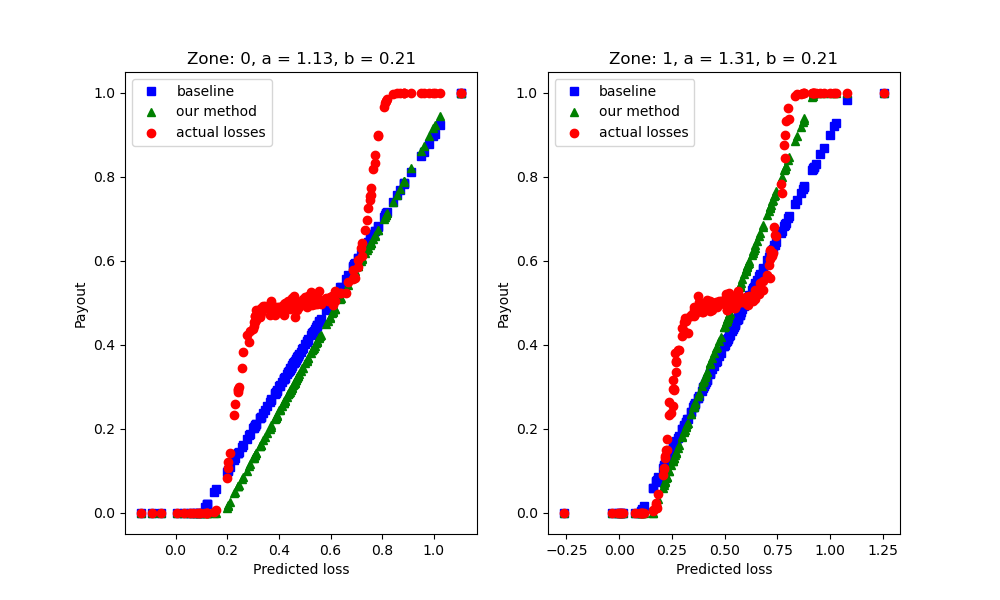 Zone: 0, a = 1.13, b = 0.21
baseline
our method
actual losses
1.0
0.8
0.6
0.4
0.2
0.0
Payout
0.0 0.2 0.4 0.6 0.8 1.0
Predicted loss
Zone: 1, a = 1.31, b = 0.21
baseline
our method
actual losses
1.0
0.8
0.6
0.4
0.2
0.0
Payout
−0.25 0.00 0.25 0.50 0.75 1.00 1.25
Predicted loss